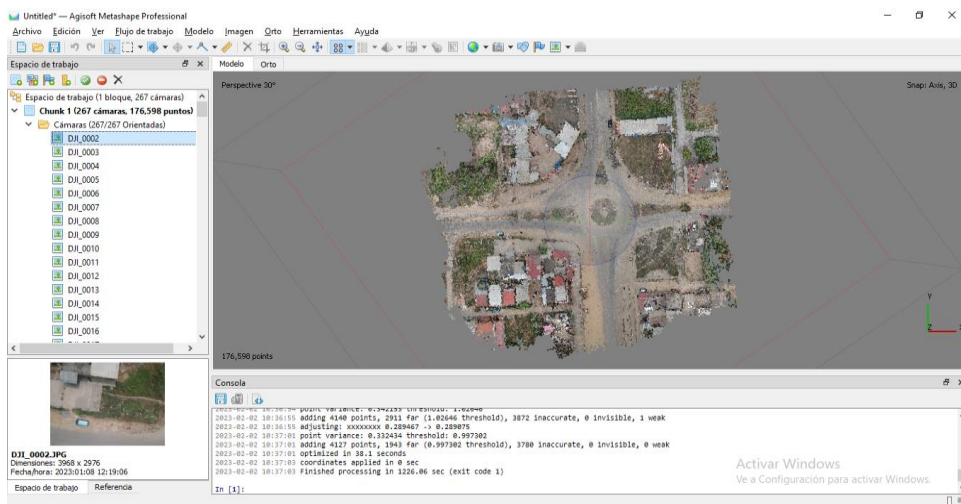 Untitled* — Agisoft Metashape Professional
Archivo Edición Ver Flujo de trabajo Modelo Imagen Orto Herramientas Ayuda
Espacio de trabajo
Modelo Orto
Perspective 30°
Snap: Axis, 3D
Espacio de trabajo (1 bloque, 267 cámaras)
Chunk 1 (267 cámaras, 176,598 puntos)
Cámaras (267/267 Orientadas)
DJI_0002
DJI_0003
DJI_0004
DJI_0005
DJI_0006
DJI_0007
DJI_0008
DJI_0009
DJI_0010
DJI_0011
DJI_0012
DJI_0013
DJI_0014
DJI_0015
DJI_0016
176,598 points
Y
Z
Consola
2023-02-02 10:36:55 adding 4140 points, 2911 far (1.02646 threshold), 3872 inaccurate, 0 invisible, 1 weak
2023-02-02 10:36:55 adjusting: xxxxxxxx 0.289467 -> 0.289075
2023-02-02 10:37:01 point variance: 0.332434 threshold: 0.997302
2023-02-02 10:37:01 adding 4127 points, 1943 far (0.997302 threshold), 3780 inaccurate, 0 invisible, 0 weak
2023-02-02 10:37:01 optimized in 38.1 seconds
2023-02-02 10:37:03 coordinates applied in 0 sec
2023-02-02 10:37:03 Finished processing in 1226.06 sec (exit code 1)
In [1]:
DJI_0002.JPG
Dimensiones: 3968 x 2976
Fecha/hora: 2023:01:08 12:19:06
Espacio de trabajo Referencia
Activar Windows
Ve a Configuración para activar Windows.